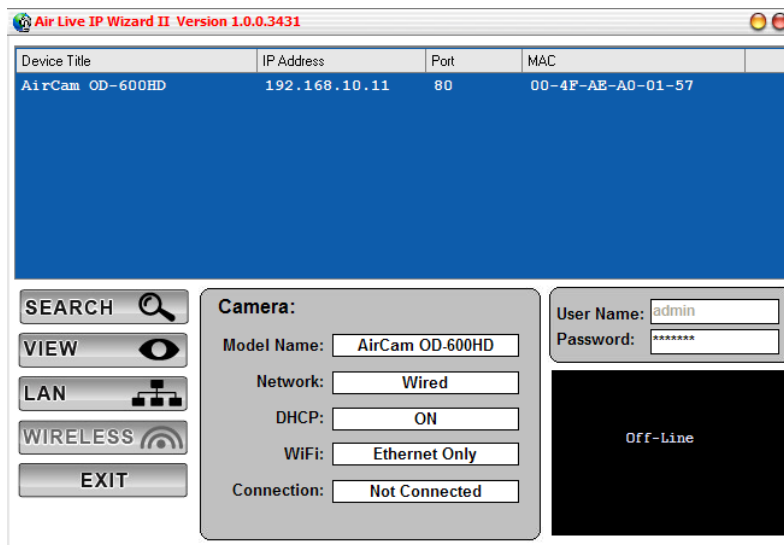 Air Live IP Wizard II Version 1.0.0.3431
Device Title IP Address Port MAC
AirCam OD-600HD 192.168.10.11 80 00-4F-AE-A0-01-57
SEARCH
VIEW
LAN
WIRELESS
EXIT
Camera:
Model Name: AirCam OD-600HD
Network: Wired
DHCP: ON
WiFi: Ethernet Only
Connection: Not Connected
User Name: admin
Password: *******
Off-Line